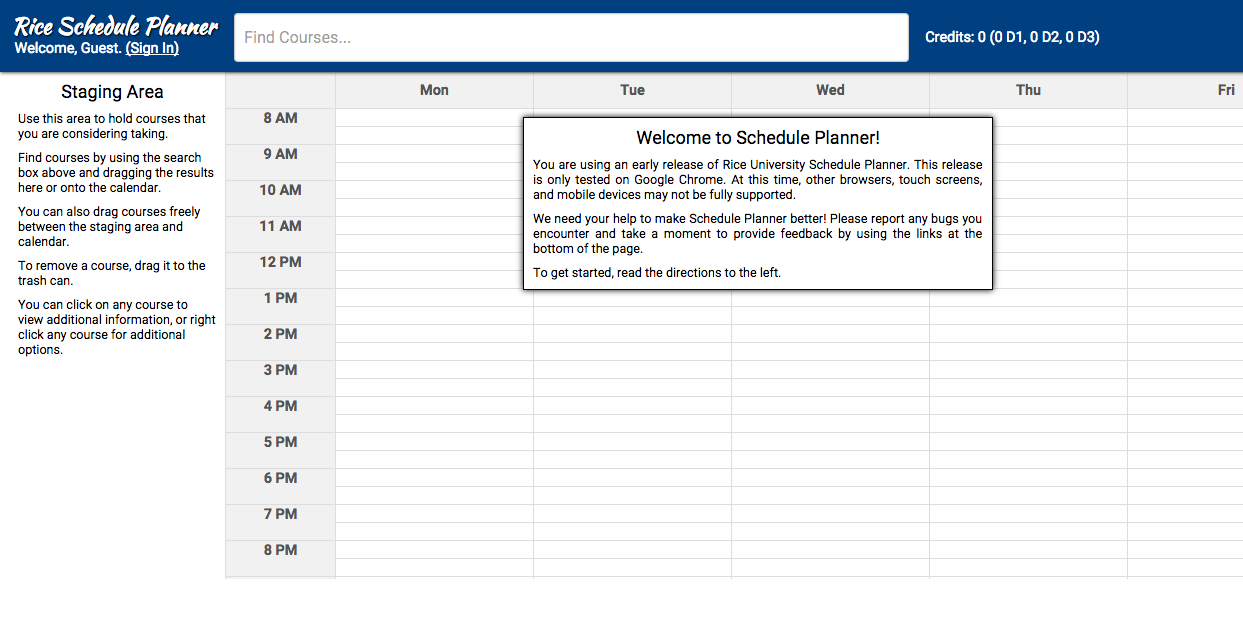 Rice Schedule Planner
Welcome, Guest. (Sign In)
Find Courses...
Credits: 0 (0 D1, 0 D2, 0 D3)
Staging Area
Use this area to hold courses that
you are considering taking.
Find courses by using the search
box above and dragging the results
here or onto the calendar.
You can also drag courses freely
between the staging area and
calendar.
To remove a course, drag it to the
trash can.
You can click on any course to
view additional information, or right
click any course for additional
options.
Mon Tue Wed Thu Fri
8 AM
9 AM
10 AM
11 AM
12 PM
1 PM
2 PM
3 PM
4 PM
5 PM
6 PM
7 PM
8 PM
Welcome to Schedule Planner!
You are using an early release of Rice University Schedule Planner. This release
is only tested on Google Chrome. At this time, other browsers, touch screens,
and mobile devices may not be fully supported.
We need your help to make Schedule Planner better! Please report any bugs you
encounter and take a moment to provide feedback by using the links at the
bottom of the page.
To get started, read the directions to the left.